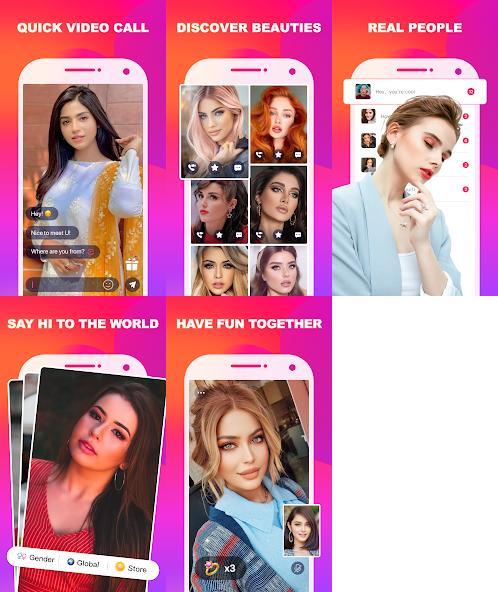 QUICK VIDEO CALL
DISCOVER BEAUTIES
REAL PEOPLE
Hey!
Nice to meet U!
Where are you from?
Hey, you're cool
SAY HI TO THE WORLD
HAVE FUN TOGETHER
Gender
Global
Store
x3